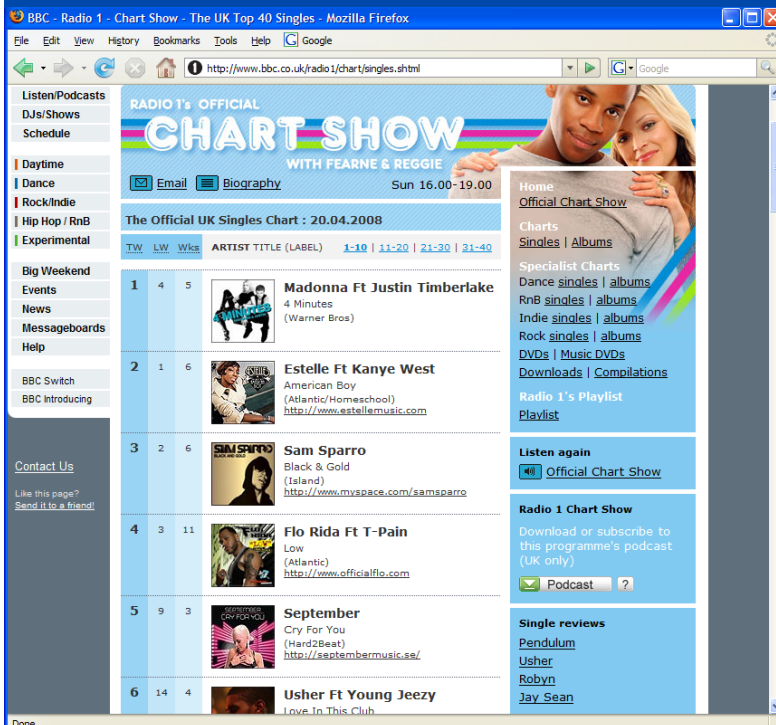 BBC - Radio 1 - Chart Show - The UK Top 40 Singles - Mozilla Firefox
File Edit View History Bookmarks Tools Help Google
http://www.bbc.co.uk/radio1/chart/singles.shtml
Google
Listen/Podcasts
DJs/Shows
Schedule
Daytime
Dance
Rock/Indie
Hip Hop / RnB
Experimental
Big Weekend
Events
News
Messageboards
Help
BBC Switch
BBC Introducing
Contact Us
Like this page?
Send it to a friend!
RADIO 1's OFFICIAL
CHART SHOW
WITH FEARNE & REGGIE
Email Biography Sun 16.00-19.00
The Official UK Singles Chart : 20.04.2008
TW LW Wks ARTIST TITLE (LABEL) 1-10 | 11-20 | 21-30 | 31-40
1 4 5 Madonna Ft Justin Timberlake
4 Minutes
(Warner Bros)
4MINUTES
2 1 6 Estelle Ft Kanye West
American Boy
(Atlantic/Homeschool)
http://www.estellemusic.com
ESTELLE
3 2 6 Sam Sparro
Black & Gold
(Island)
http://www.myspace.com/samsparro
SAM SPARRO
BLACK AND GOLD
4 3 11 Flo Rida Ft T-Pain
Low
(Atlantic)
http://www.officialflo.com
5 9 3 September
Cry For You
(Hard2Beat)
http://septembermusic.se/
SEPTEMBER
CRY FOR YOU
6 14 4 Usher Ft Young Jeezy
Love In This Club
Home
Official Chart Show
Charts
Singles | Albums
Specialist Charts
Dance singles | albums
RnB singles | albums
Indie singles | albums
Rock singles | albums
DVDs | Music DVDs
Downloads | Compilations
Radio 1's Playlist
Playlist
Listen again
Official Chart Show
Radio 1 Chart Show
Download or subscribe to
this programme's podcast
(UK only)
Podcast ?
Single reviews
Pendulum
Usher
Robyn
Jay Sean
Done